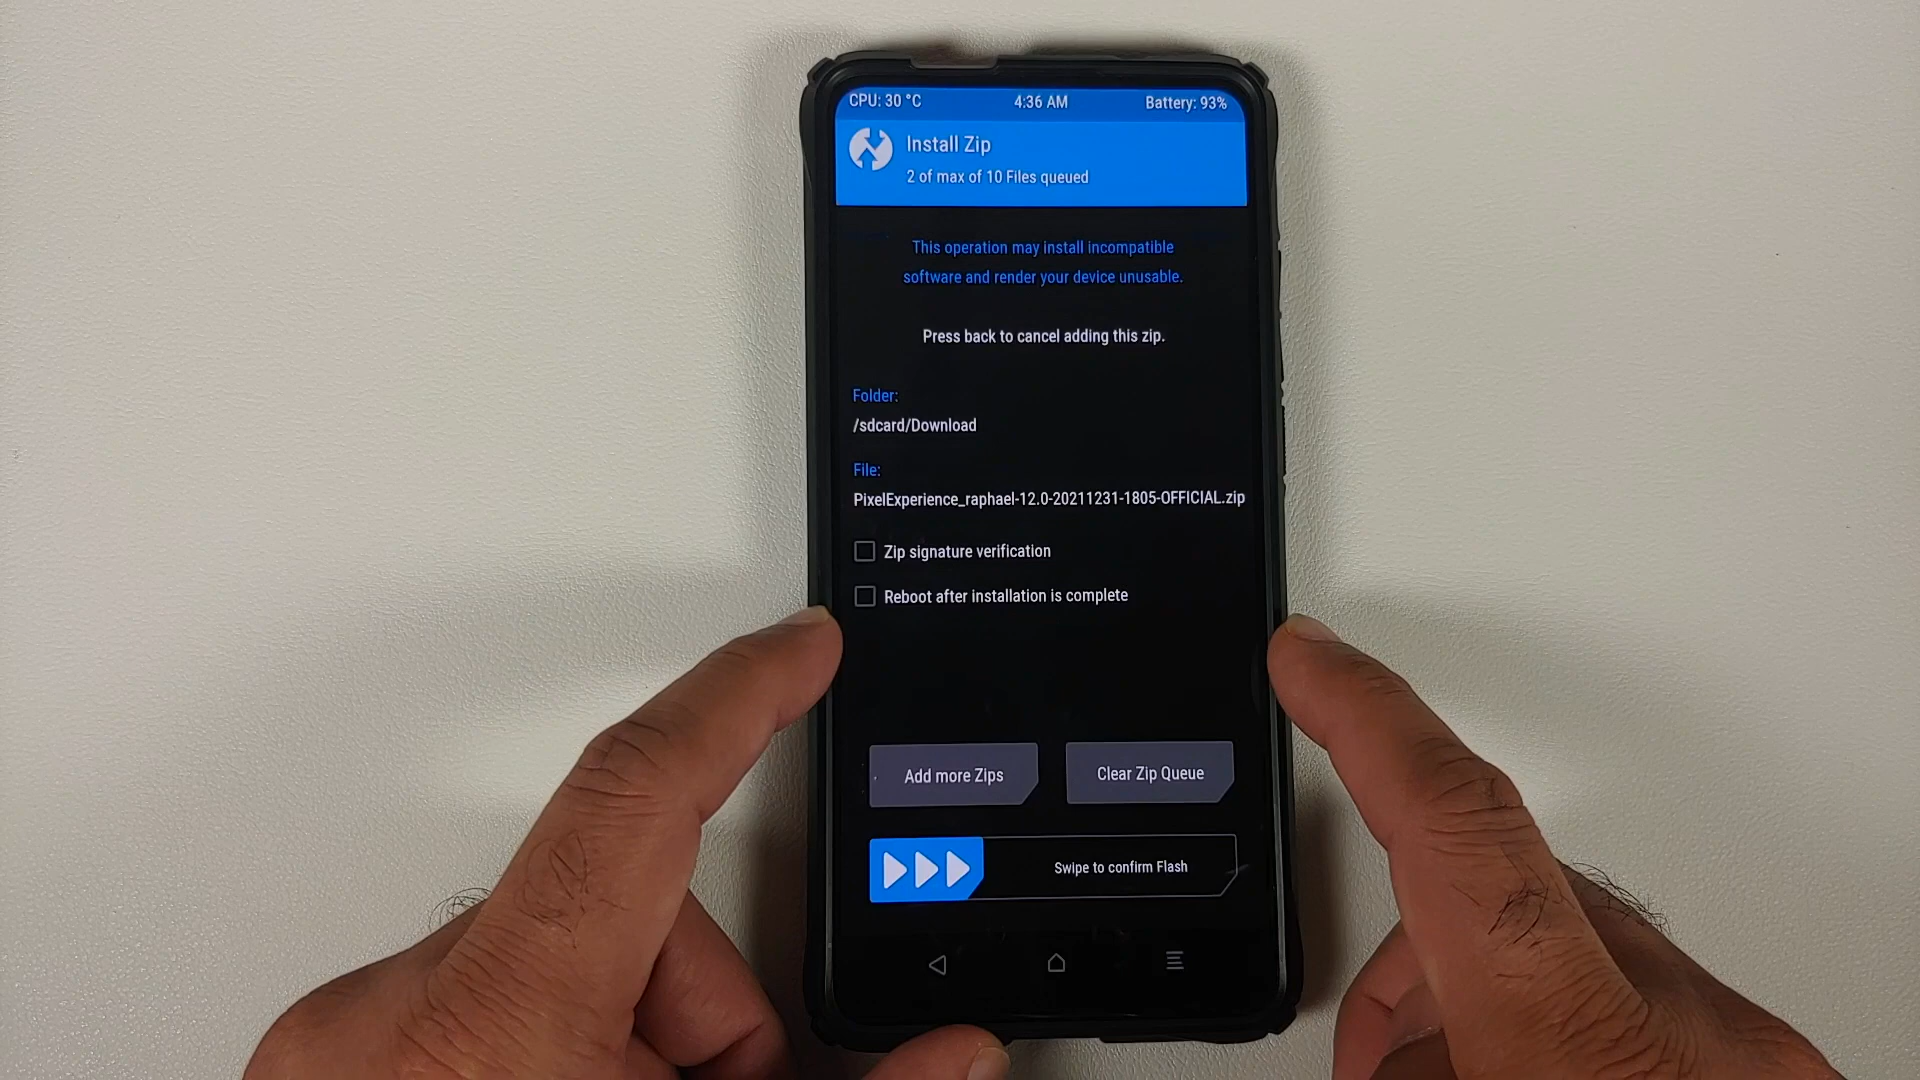 CPU: 30 °C 4:36 AM Battery: 93%
Install Zip
2 of max of 10 Files queued
This operation may install incompatible
software and render your device unusable.
Press back to cancel adding this zip.
Folder:
/sdcard/Download
File:
PixelExperience_raphael-12.0-20211231-1805-OFFICIAL.zip
Zip signature verification
Reboot after installation is complete
Add more Zips Clear Zip Queue
Swipe to confirm Flash